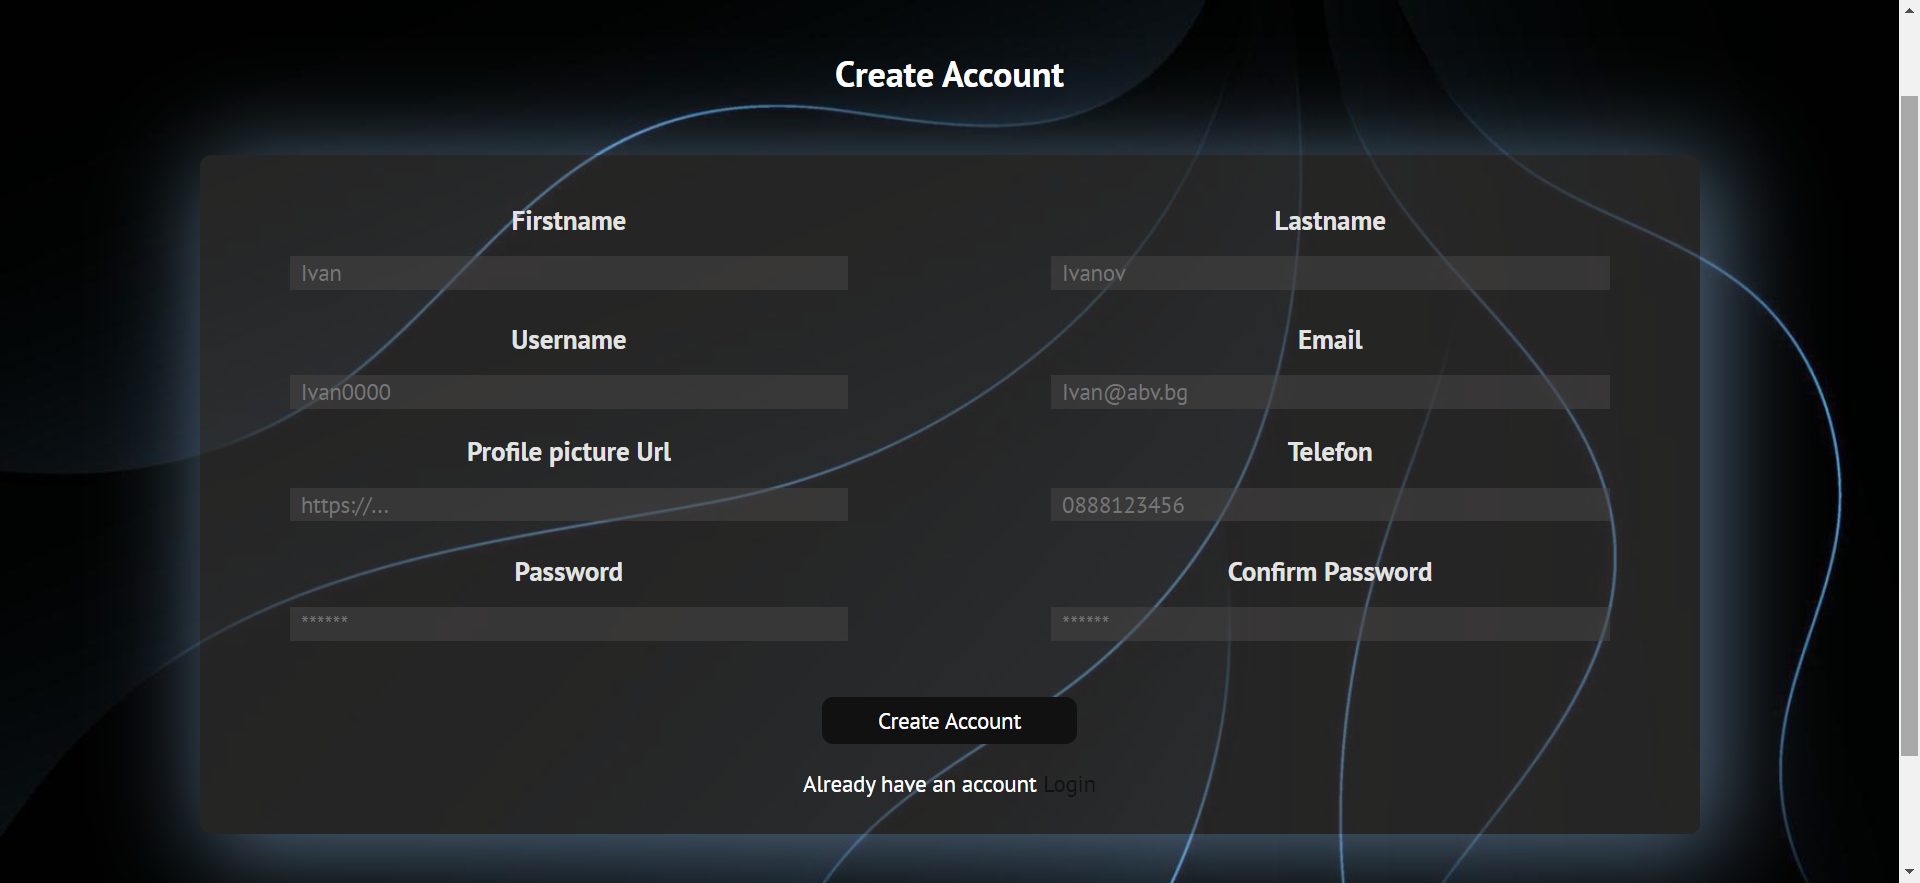 Create Account
Firstname
Lastname
Ivan
Ivanov
Username
Email
Ivan0000
Ivan@abv.bg
Profile picture Url
Telefon
https://...
0888123456
Password
Confirm Password
******
******
Create Account
Already have an account Login